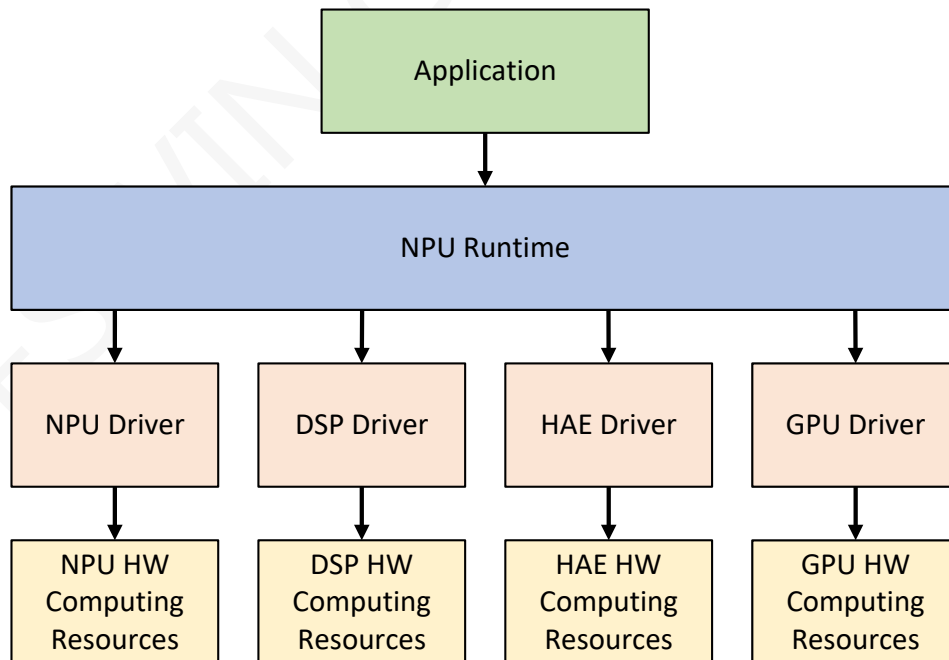 Application
NPU Runtime
NPU Driver
DSP Driver
HAE Driver
GPU Driver
NPU HW
Computing
Resources
DSP HW
Computing
Resources
HAE HW
Computing
Resources
GPU HW
Computing
Resources